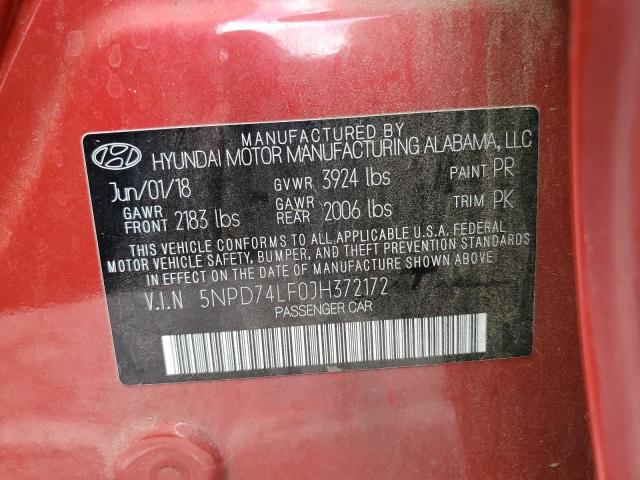 MANUFACTURED BY
HYUNDAI MOTOR MANUFACTURING ALABAMA, LLC
Jun/01/18 GVWR 3924 lbs PAINT PR
GAWR FRONT 2183 lbs GAWR REAR 2006 lbs TRIM PK
THIS VEHICLE CONFORMS TO ALL APPLICABLE U.S.A. FEDERAL
MOTOR VEHICLE SAFETY, BUMPER, AND THEFT PREVENTION STANDARDS
IN EFFECT ON THE DATE OF MANUFACTURE SHOWN ABOVE.
V.I.N 5NPD74LF0JH372172
PASSENGER CAR